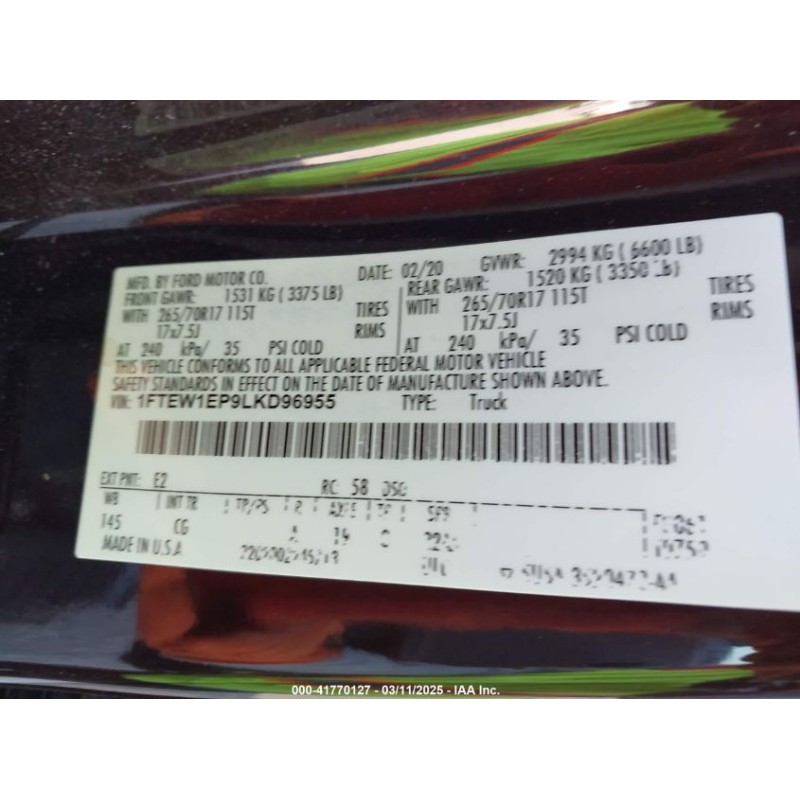 MFD. BY FORD MOTOR CO. DATE: 02/20 GVWR: 2994 KG ( 6600 LB)
FRONT GAWR: 1531 KG ( 3375 LB) REAR GAWR: 1520 KG ( 3350
WITH 265/70R17 115T TIRES WITH 265/70R17 115T TIRES
17x7.5J RIMS 17x7.5J RIMS
AT 240 kPa/ 35 PSI COLD AT 240 kPa/ 35 PSI COLD
THIS VEHICLE CONFORMS TO ALL APPLICABLE FEDERAL MOTOR VEHICLE
SAFETY STANDARDS IN EFFECT ON THE DATE OF MANUFACTURE SHOWN ABOVE.
VIN: 1FTEW1EP9LKD96955 TYPE: Truck
EXT PNT: E2 RC: 58 DSO:
WB INT TR TP/PS R AXLE
145 CG 19
MADE IN U.S.A
000-41770127 - 03/11/2025 - IAA Inc.